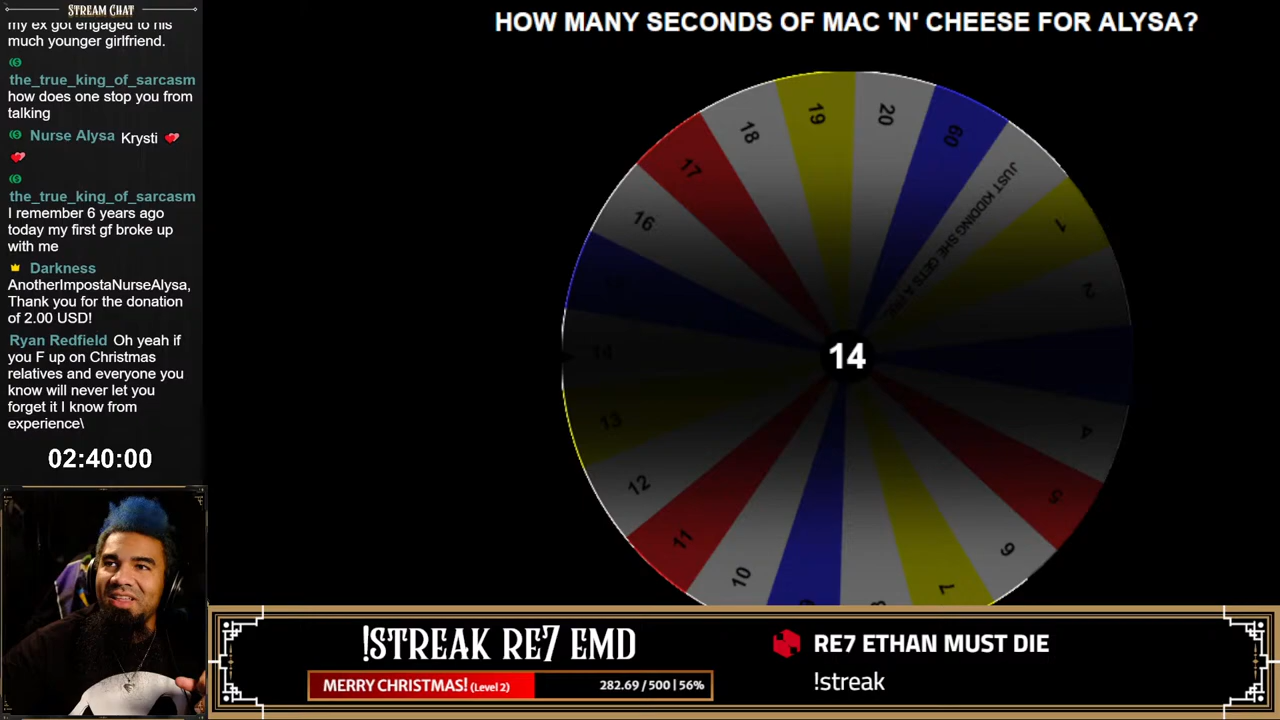 STREAM CHAT
my ex got engaged to his
much younger girlfriend.
the_true_king_of_sarcasm
how does one stop you from
talking
Nurse Alysa Krysti
the_true_king_of_sarcasm
I remember 6 years ago
today my first gf broke up
with me
Darkness
AnotherImpostaNurseAlysa,
Thank you for the donation
of 2.00 USD!
Ryan Redfield Oh yeah if
you F up on Christmas
relatives and everyone you
know will never let you
forget it I know from
experience\
02:40:00
HOW MANY SECONDS OF MAC 'N' CHEESE FOR ALYSA?
14
16
17
18
19
20
60
JUST KIDDING SHE GETS A
1
2
4
5
6
7
10
11
12
13
14
!STREAK RE7 EMD
MERRY CHRISTMAS! (Level 2)
282.69 / 500 | 56%
RE7 ETHAN MUST DIE
!streak